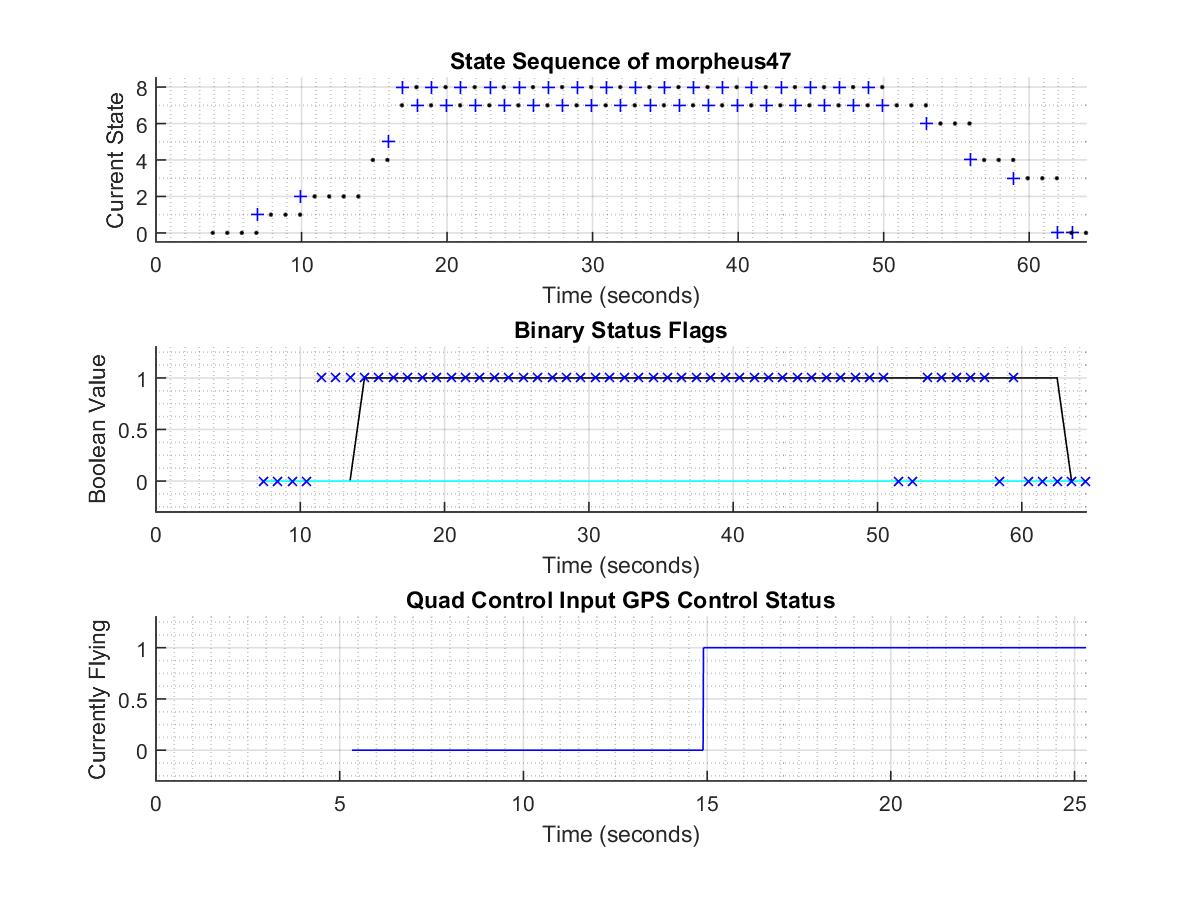 State Sequence of morpheus47
Current State
8
6
4
2
0
0 10 20 30 40 50 60
Time (seconds)
Binary Status Flags
Boolean Value
1
0.5
0
0 10 20 30 40 50 60
Time (seconds)
Quad Control Input GPS Control Status
Currently Flying
1
0.5
0
0 5 10 15 20 25
Time (seconds)